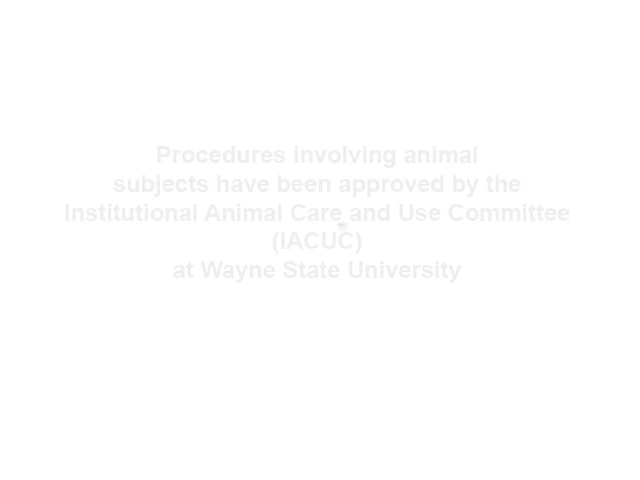 Procedures involving animal
subjects have been approved by the
Institutional Animal Care and Use Committee
(IACUC)
at Wayne State University